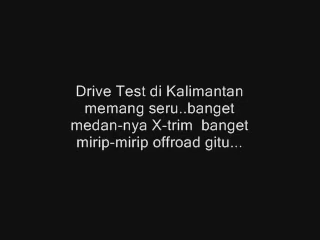 Drive Test di Kalimantan
memang seru..banget
medan-nya X-trim  banget
mirip-mirip offroad gitu...